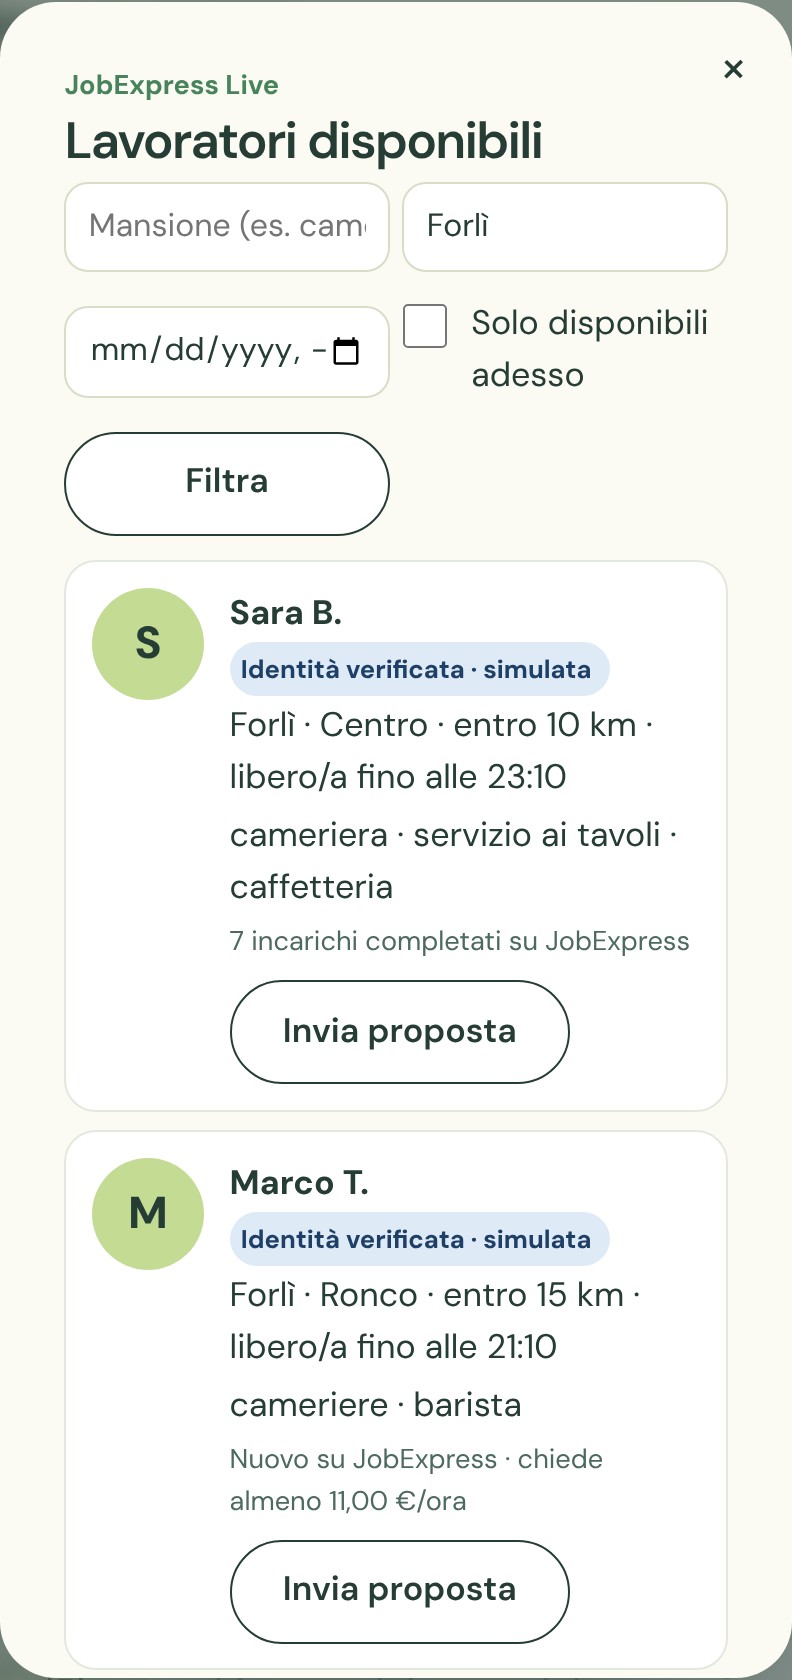 ×
JobExpress Live
Lavoratori disponibili
Mansione (es. cam
Forlì
mm/dd/yyyy, -
Solo disponibili
adesso
Filtra
S
Sara B.
Identità verificata · simulata
Forlì · Centro · entro 10 km ·
libero/a fino alle 23:10
cameriera · servizio ai tavoli ·
caffetteria
7 incarichi completati su JobExpress
Invia proposta
M
Marco T.
Identità verificata · simulata
Forlì · Ronco · entro 15 km ·
libero/a fino alle 21:10
cameriere · barista
Nuovo su JobExpress · chiede
almeno 11,00 €/ora
Invia proposta